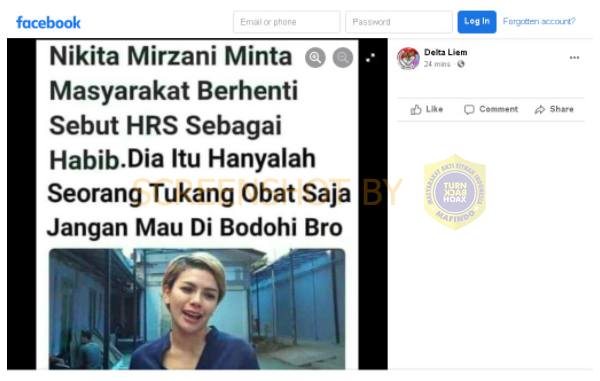 facebook
Email or phone
Password
Log In
Forgotten account?
Nikita Mirzani Minta
Masyarakat Berhenti
Sebut HRS Sebagai
Habib.Dia Itu Hanyalah
Seorang Tukang Obat Saja
Jangan Mau Di Bodohi Bro
Delta Liem
24 mins
Like
Comment
Share
SCREENSHOT BY
MASYARAKAT ANTI FITNAH INDONESIA
TURN
BACK
HOAX
MAFINDO